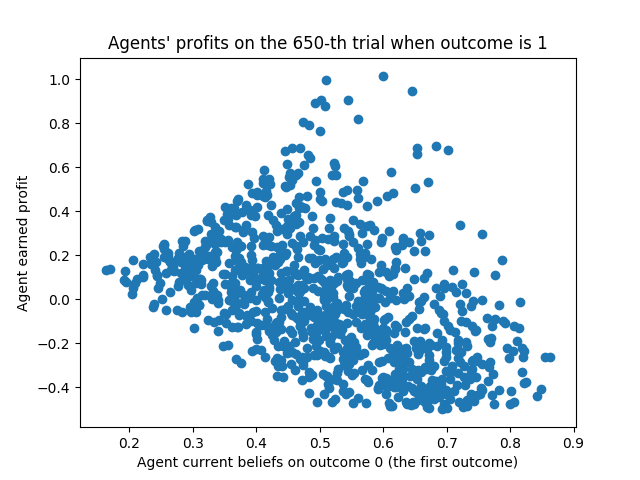 Agents' profits on the 650-th trial when outcome is 1
1.0
0.8
0.6
0.4
0.2
0.0
−0.2
−0.4
Agent earned profit
0.2 0.3 0.4 0.5 0.6 0.7 0.8 0.9
Agent current beliefs on outcome 0 (the first outcome)